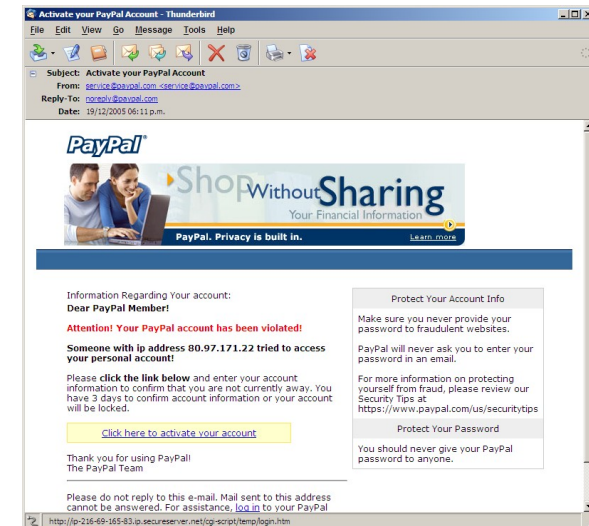 Activate your PayPal Account - Thunderbird
File Edit View Go Message Tools Help
Subject: Activate your PayPal Account
From: service@paypal.com <service@paypal.com>
Reply-To: noreply@paypal.com
Date: 19/12/2005 06:11 p.m.
PayPal
Shop Without Sharing
Your Financial Information
PayPal. Privacy is built in.
Learn more
Information Regarding Your account:
Dear PayPal Member!
Attention! Your PayPal account has been violated!
Someone with ip address 80.97.171.22 tried to access
your personal account!
Please click the link below and enter your account
information to confirm that you are not currently away. You
have 3 days to confirm account information or your account
will be locked.
Click here to activate your account
Thank you for using PayPal!
The PayPal Team
Please do not reply to this e-mail. Mail sent to this address
cannot be answered. For assistance, log in to your PayPal
Protect Your Account Info
Make sure you never provide your
password to fraudulent websites.
PayPal will never ask you to enter your
password in an email.
For more information on protecting
yourself from fraud, please review our
Security Tips at
https://www.paypal.com/us/securitytips
Protect Your Password
You should never give your PayPal
password to anyone.
http://ip-216-69-165-83.ip.secureserver.net/cgi-script/temp/login.htm